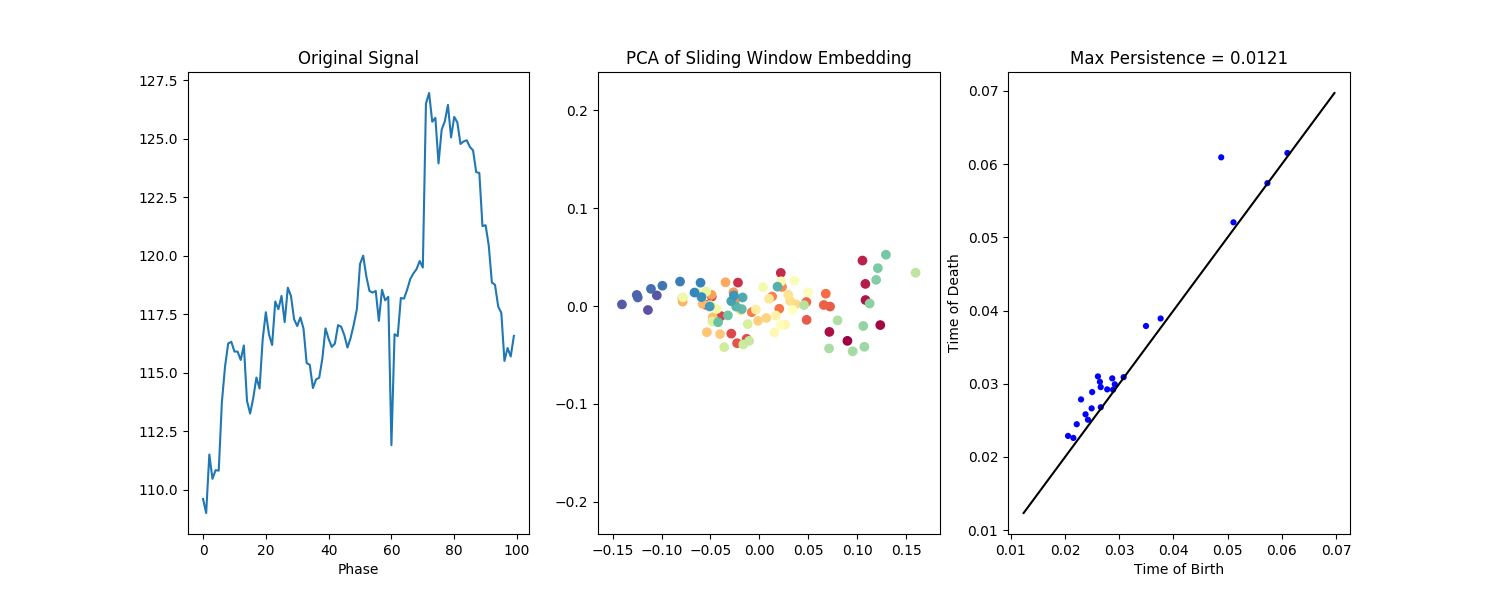 Original Signal
127.5
125.0
122.5
120.0
117.5
115.0
112.5
110.0
0 20 40 60 80 100
Phase
PCA of Sliding Window Embedding
0.2
0.1
0.0
−0.1
−0.2
−0.15 −0.10 −0.05 0.00 0.05 0.10 0.15
Max Persistence = 0.0121
Time of Death
0.07
0.06
0.05
0.04
0.03
0.02
0.01
0.01 0.02 0.03 0.04 0.05 0.06 0.07
Time of Birth